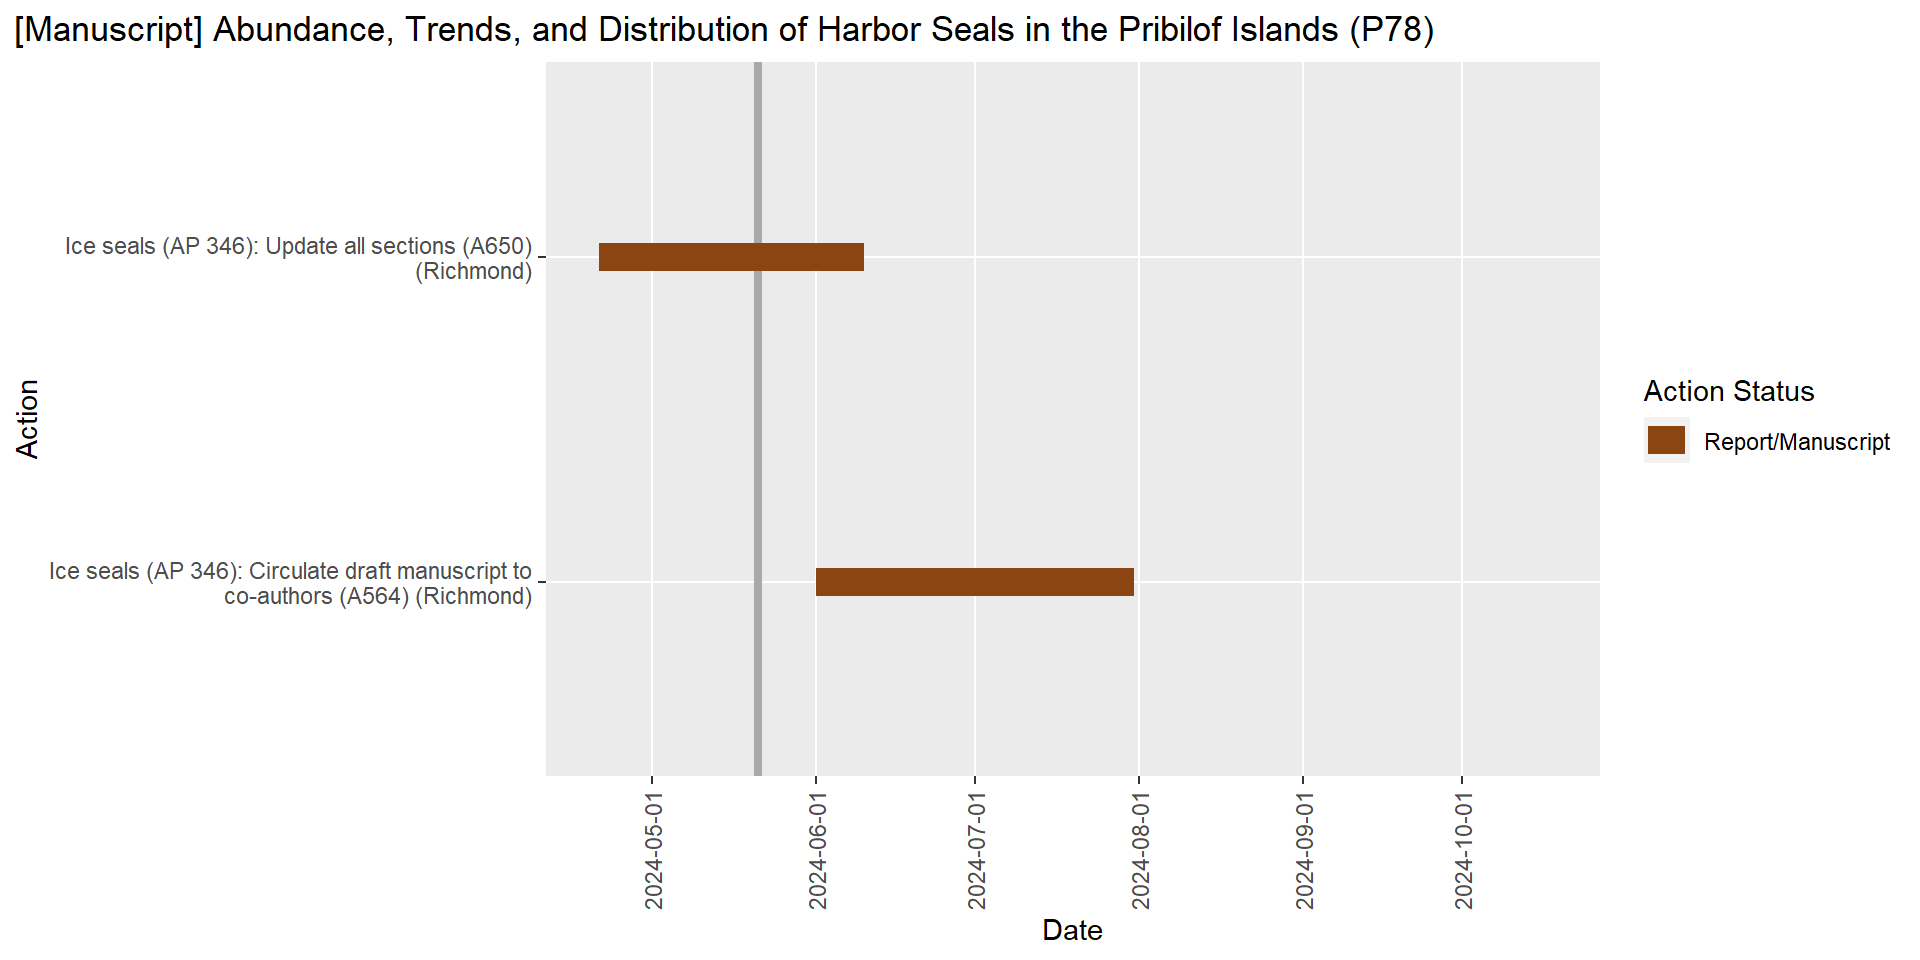 [Manuscript] Abundance, Trends, and Distribution of Harbor Seals in the Pribilof Islands (P78)
Ice seals (AP 346): Update all sections (A650)
(Richmond)
Ice seals (AP 346): Circulate draft manuscript to
co-authors (A564) (Richmond)
Action
2024-05-01
2024-06-01
2024-07-01
2024-08-01
2024-09-01
2024-10-01
Date
Action Status
Report/Manuscript